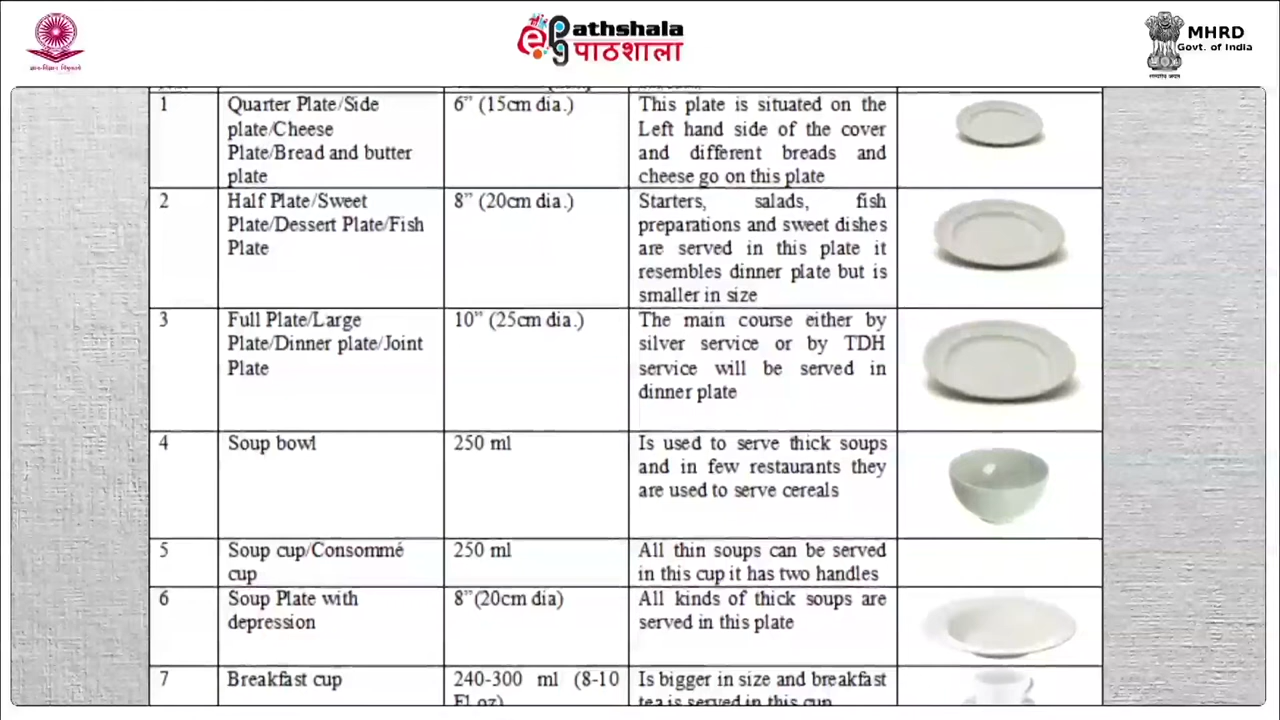 Pathshala
पाठशाला
MHRD
Govt. of India
1
Quarter Plate/Side
plate/Cheese
Plate/Bread and butter
plate
6” (15cm dia.)
This plate is situated on the
Left hand side of the cover
and different breads and
cheese go on this plate
2
Half Plate/Sweet
Plate/Dessert Plate/Fish
Plate
8” (20cm dia.)
Starters, salads, fish
preparations and sweet dishes
are served in this plate it
resembles dinner plate but is
smaller in size
3
Full Plate/Large
Plate/Dinner plate/Joint
Plate
10” (25cm dia.)
The main course either by
silver service or by TDH
service will be served in
dinner plate
4
Soup bowl
250 ml
Is used to serve thick soups
and in few restaurants they
are used to serve cereals
5
Soup cup/Consommé
cup
250 ml
All thin soups can be served
in this cup it has two handles
6
Soup Plate with
depression
8”(20cm dia)
All kinds of thick soups are
served in this plate
7
Breakfast cup
240-300 ml (8-10
Fl.oz)
Is bigger in size and breakfast
tea is served in this cup